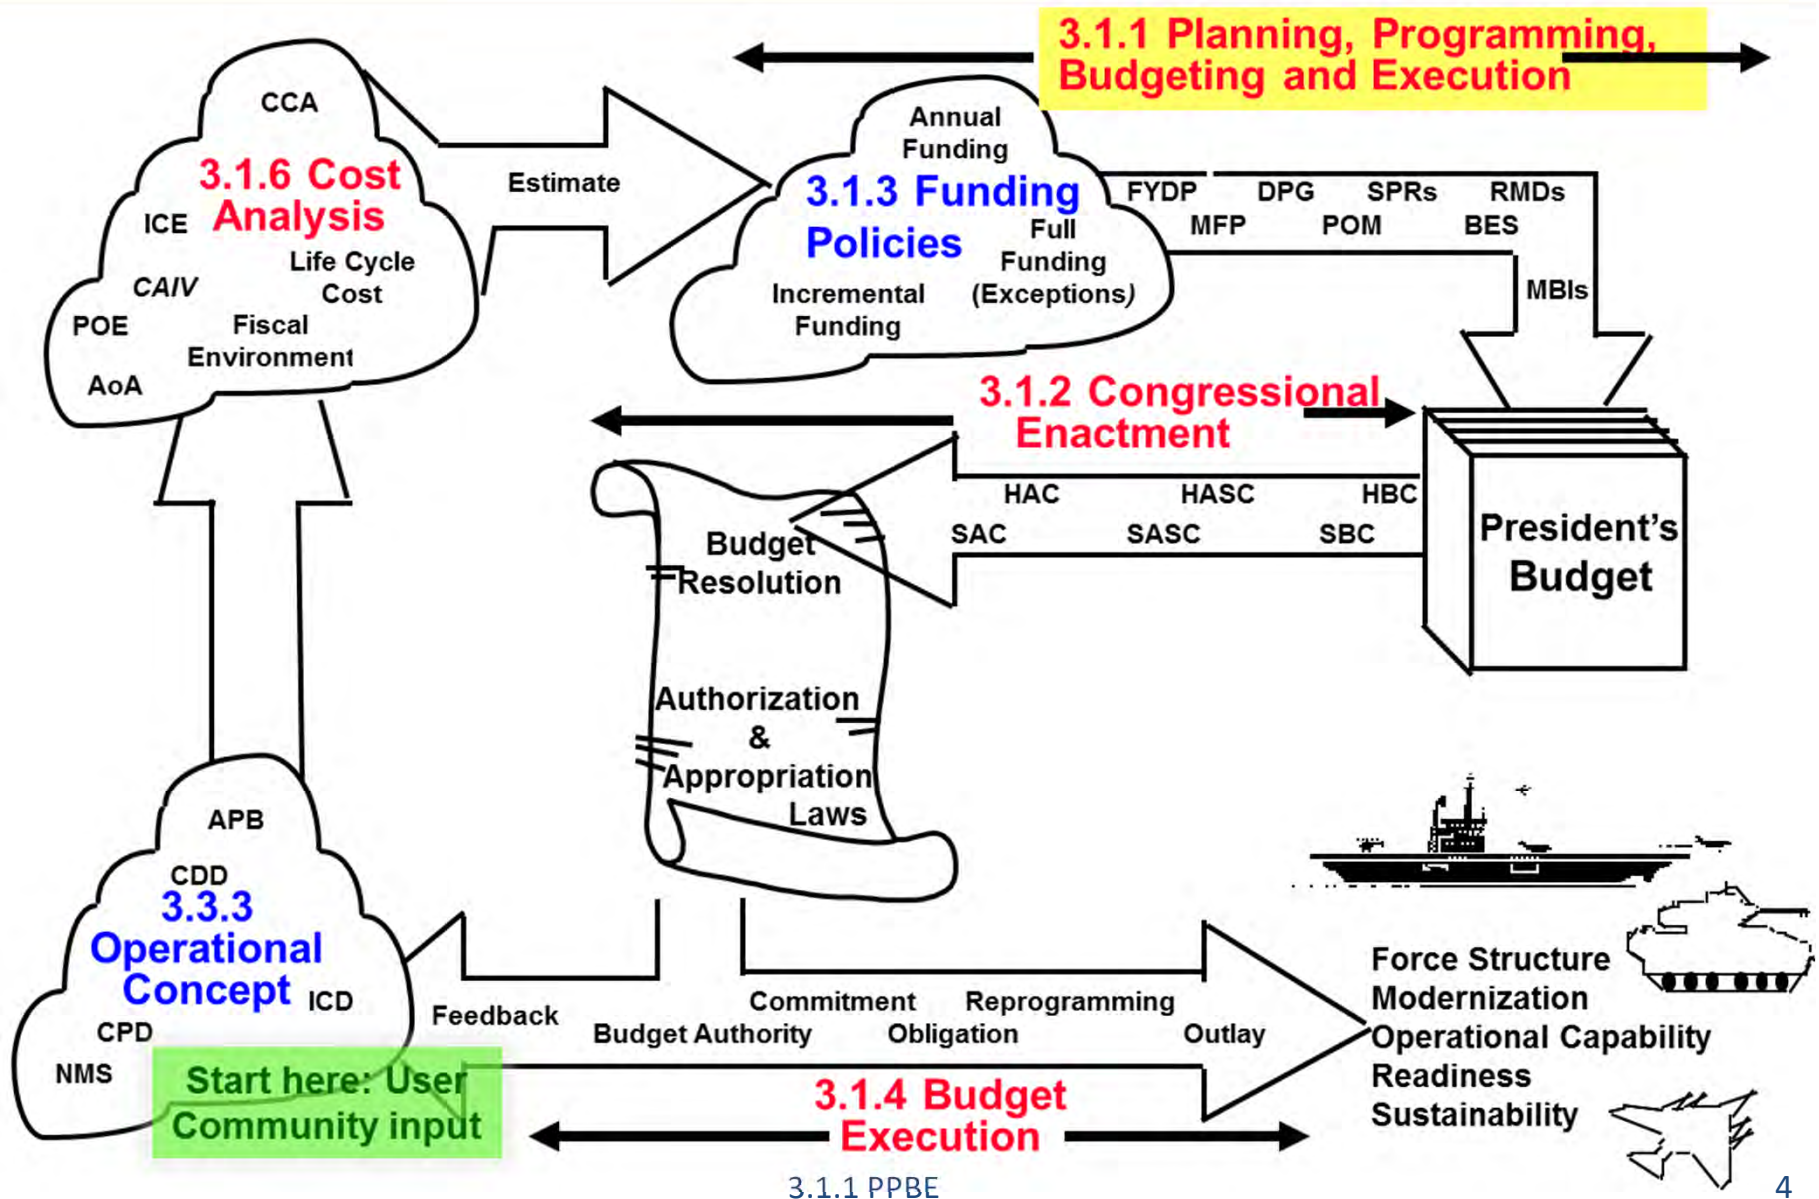 3.1.1 Planning, Programming,
Budgeting and Execution
CCA
3.1.6 Cost
Analysis
ICE
Life Cycle
Cost
CAIV
POE
Fiscal
Environment
AoA
Estimate
Annual
Funding
3.1.3 Funding
Policies
Full
Funding
(Exceptions)
Incremental
Funding
FYDP DPG SPRs RMDs
MFP POM BES
MBIs
3.1.2 Congressional
Enactment
HAC HASC HBC
SAC SASC SBC
President's
Budget
Budget
Resolution
Authorization
&
Appropriation
Laws
APB
CDD
3.3.3
Operational
Concept
ICD
CPD
NMS
Start here: User
Community input
Feedback
Commitment Reprogramming
Budget Authority Obligation Outlay
3.1.4 Budget
Execution
Force Structure
Modernization
Operational Capability
Readiness
Sustainability
3.1.1 PPBE
4